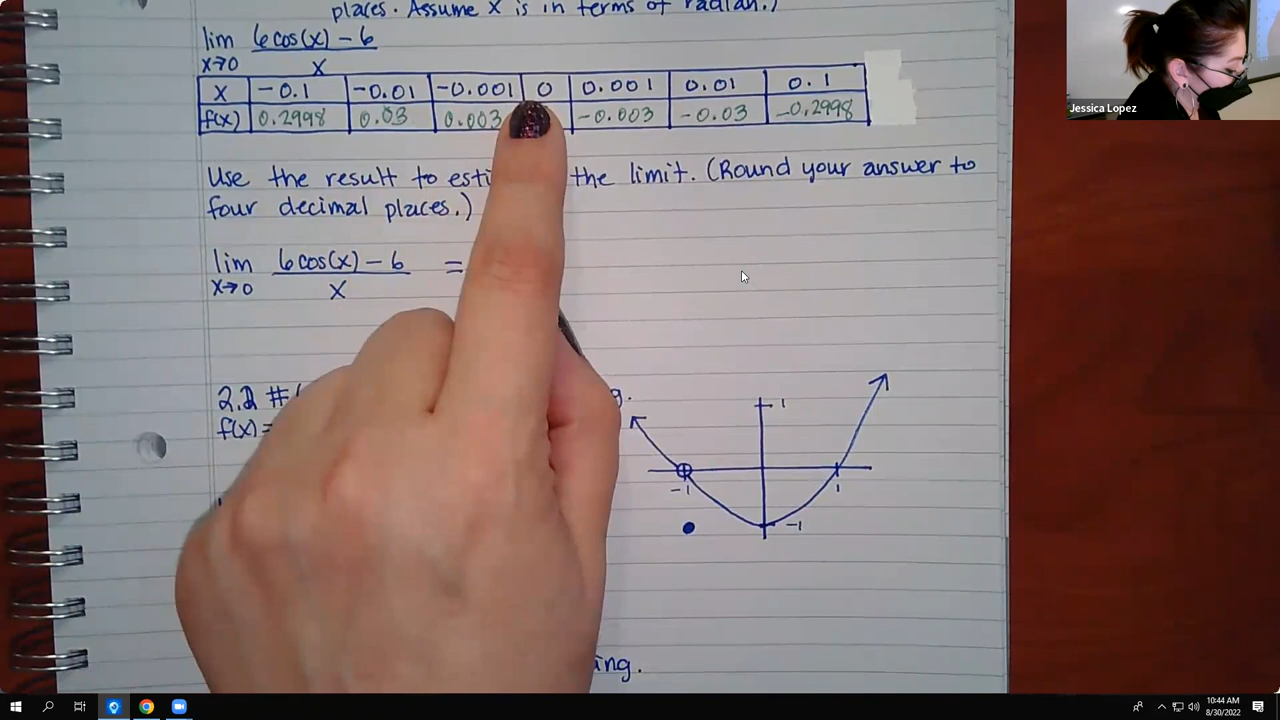 places. Assume x is in terms of radian.)
lim 6cos(x) - 6
x→0 x
x -0.1 -0.01 -0.001 0 0.001 0.01 0.1
f(x) 0.2998 0.03 0.003 -0.003 -0.03 -0.2998
Jessica Lopez
Use the result to esti the limit. (Round your answer to
four decimal places.)
lim 6cos(x) - 6 =
x→0 x
2.2 #
f(x) =
1
-1 1
-1
ing.
10:44 AM
8/30/2022